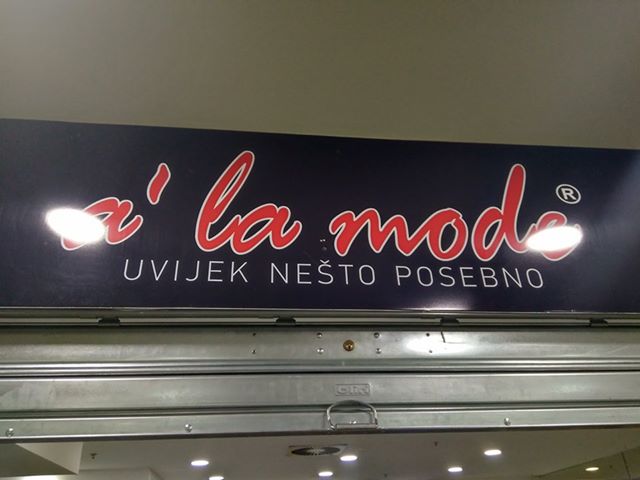 a' la mode®
UVIJEK NEŠTO POSEBNO